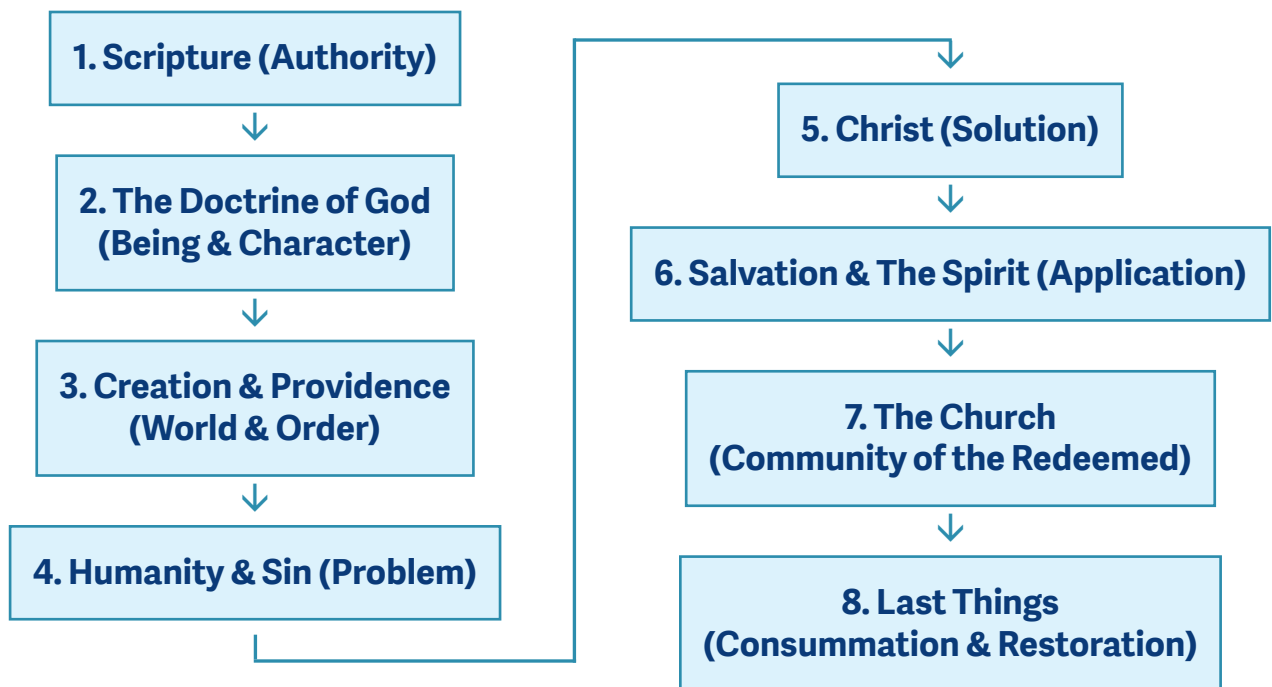 1. Scripture (Authority)
2. The Doctrine of God
(Being & Character)
3. Creation & Providence
(World & Order)
4. Humanity & Sin (Problem)
5. Christ (Solution)
6. Salvation & The Spirit (Application)
7. The Church
(Community of the Redeemed)
8. Last Things
(Consummation & Restoration)